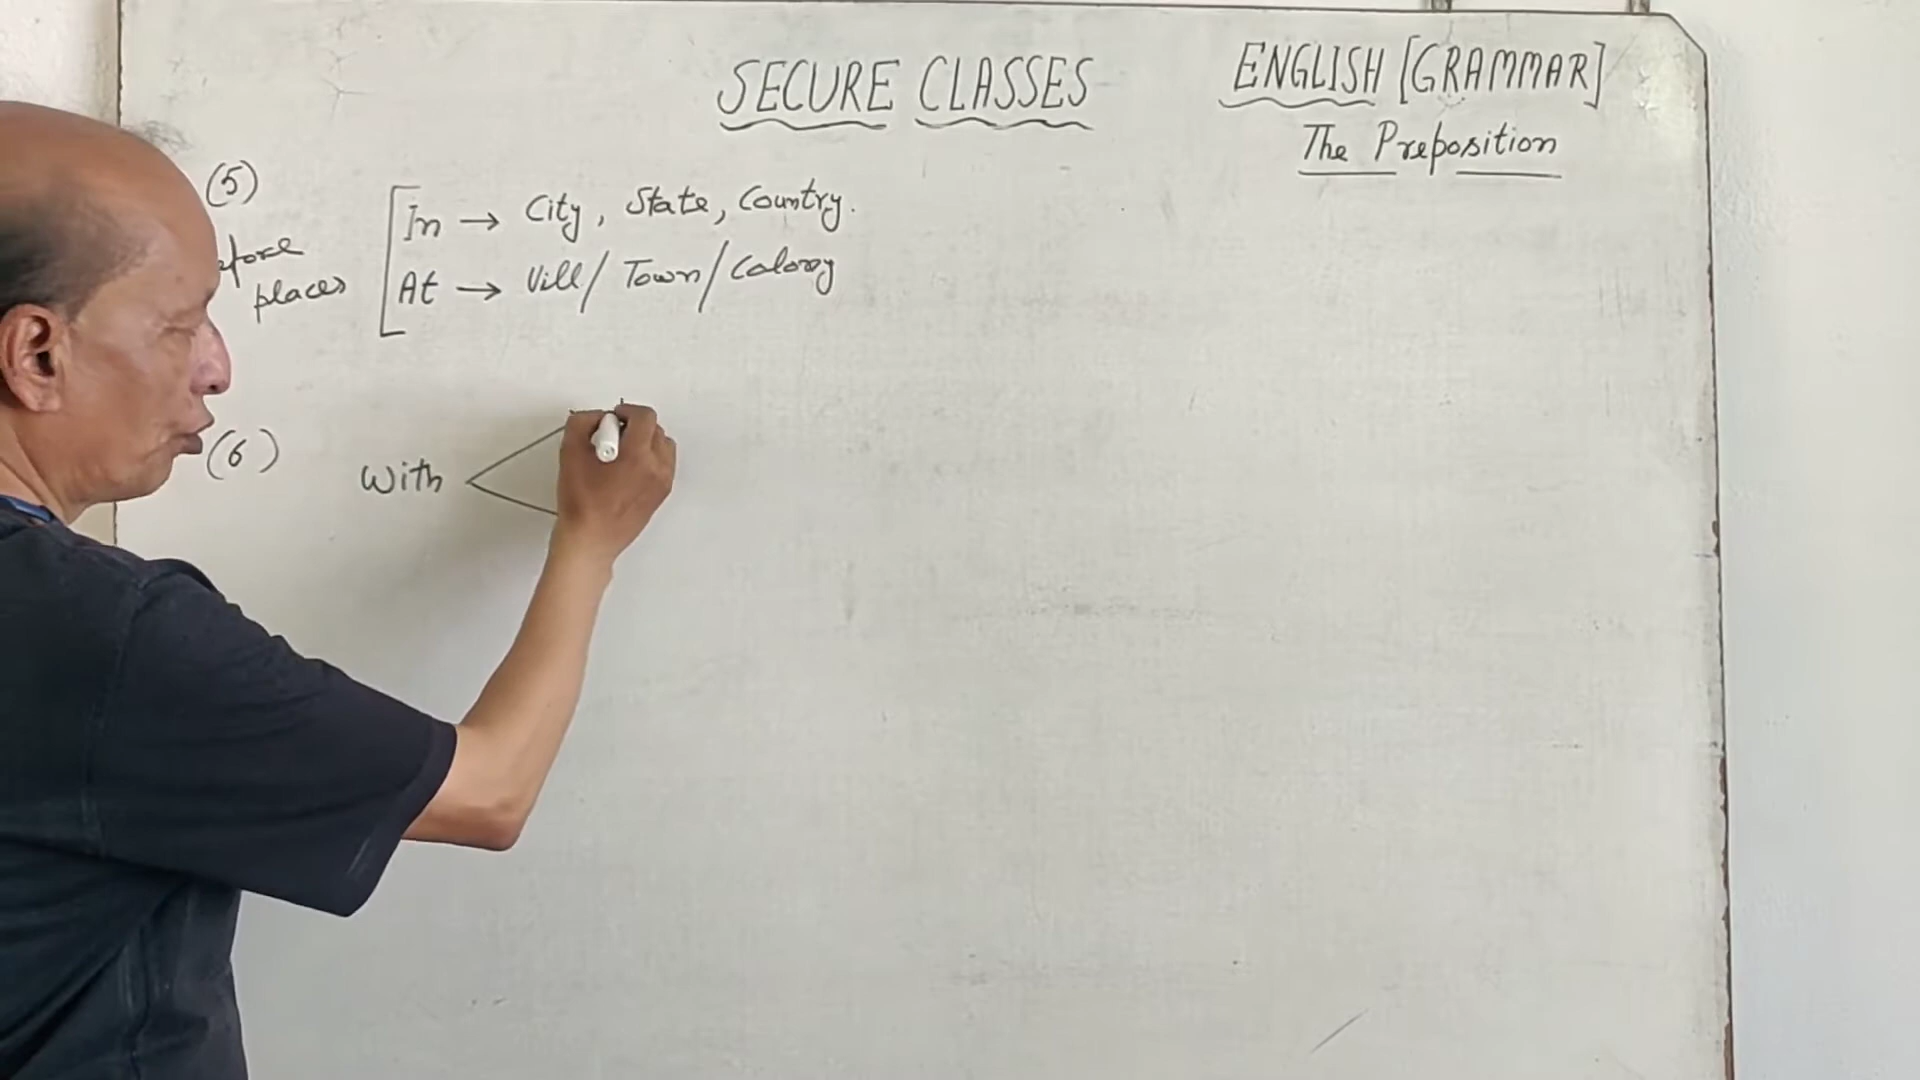 SECURE CLASSES
ENGLISH [GRAMMAR]
The Preposition
(5)
places
In → City, State, Country.
At → Vill/ Town/ Colony
(6)
With